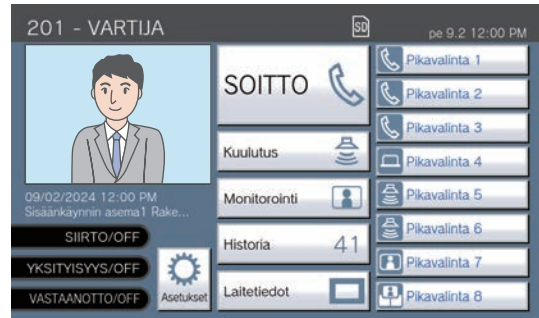 201 - VARTIJA
SD
pe 9.2 12:00 PM
09/02/2024 12:00 PM
Sisäänkäynnin asema1 Rake...
SIIRTO/OFF
YKSITYISYYS/OFF
VASTAANOTTO/OFF
Asetukset
SOITTO
Kuulutus
Monitorointi
Historia 41
Laitetiedot
Pikavalinta 1
Pikavalinta 2
Pikavalinta 3
Pikavalinta 4
Pikavalinta 5
Pikavalinta 6
Pikavalinta 7
Pikavalinta 8